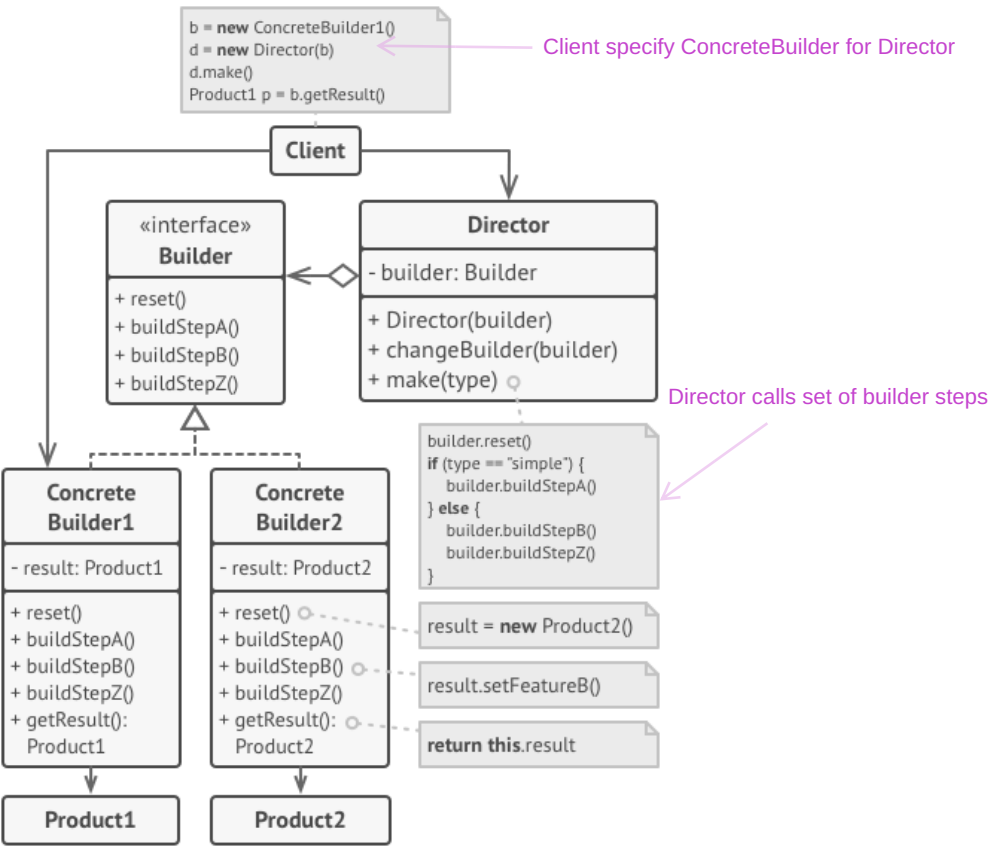 b = new ConcreteBuilder1()
d = new Director(b)
d.make()
Product1 p = b.getResult()
Client specify ConcreteBuilder for Director
Client
«interface»
Builder
+ reset()
+ buildStepA()
+ buildStepB()
+ buildStepZ()
Director
- builder: Builder
+ Director(builder)
+ changeBuilder(builder)
+ make(type)
Director calls set of builder steps
builder.reset()
if (type == "simple") {
builder.buildStepA()
} else {
builder.buildStepB()
builder.buildStepZ()
}
Concrete
Builder1
- result: Product1
+ reset()
+ buildStepA()
+ buildStepB()
+ buildStepZ()
+ getResult():
Product1
Concrete
Builder2
- result: Product2
+ reset()
+ buildStepA()
+ buildStepB()
+ buildStepZ()
+ getResult():
Product2
result = new Product2()
result.setFeatureB()
return this.result
Product1
Product2